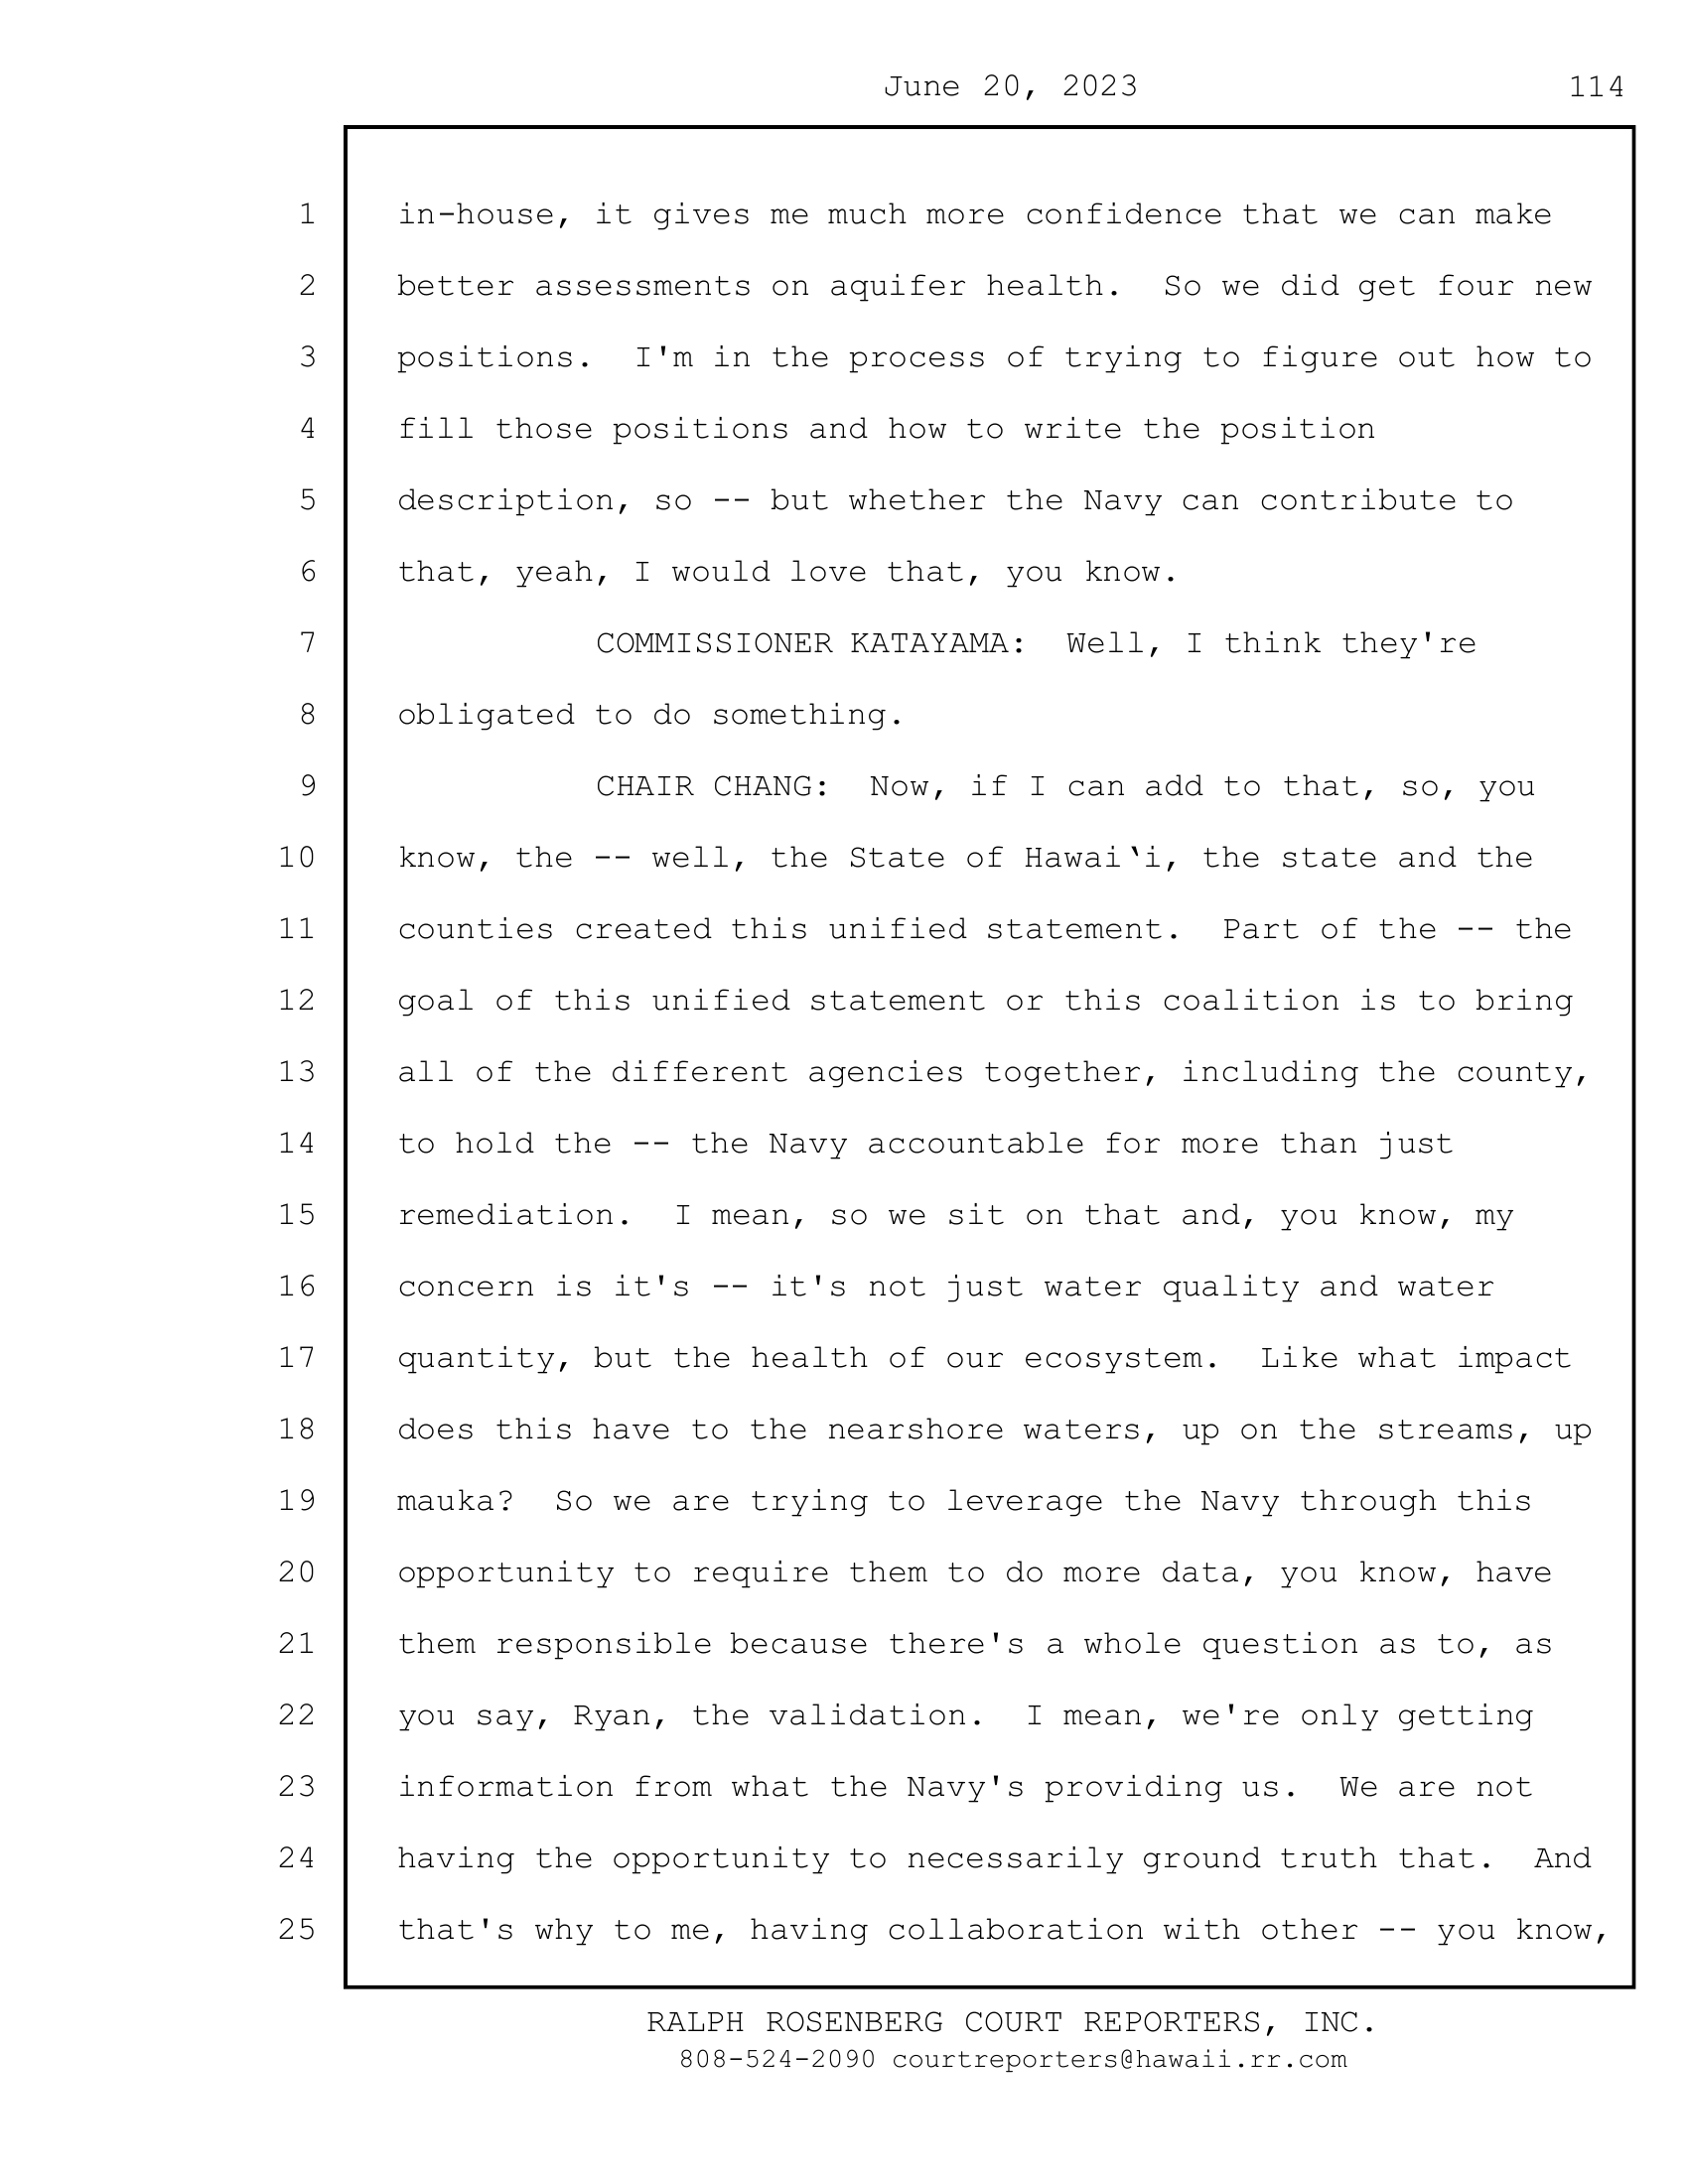 June 20, 2023 114
1 in-house, it gives me much more confidence that we can make
2 better assessments on aquifer health.  So we did get four new
3 positions.  I'm in the process of trying to figure out how to
4 fill those positions and how to write the position
5 description, so -- but whether the Navy can contribute to
6 that, yeah, I would love that, you know.
7 COMMISSIONER KATAYAMA:  Well, I think they're
8 obligated to do something.
9 CHAIR CHANG:  Now, if I can add to that, so, you
10 know, the -- well, the State of Hawai‛i, the state and the
11 counties created this unified statement.  Part of the -- the
12 goal of this unified statement or this coalition is to bring
13 all of the different agencies together, including the county,
14 to hold the -- the Navy accountable for more than just
15 remediation.  I mean, so we sit on that and, you know, my
16 concern is it's -- it's not just water quality and water
17 quantity, but the health of our ecosystem.  Like what impact
18 does this have to the nearshore waters, up on the streams, up
19 mauka?  So we are trying to leverage the Navy through this
20 opportunity to require them to do more data, you know, have
21 them responsible because there's a whole question as to, as
22 you say, Ryan, the validation.  I mean, we're only getting
23 information from what the Navy's providing us.  We are not
24 having the opportunity to necessarily ground truth that.  And
25 that's why to me, having collaboration with other -- you know,
RALPH ROSENBERG COURT REPORTERS, INC.
808-524-2090 courtreporters@hawaii.rr.com